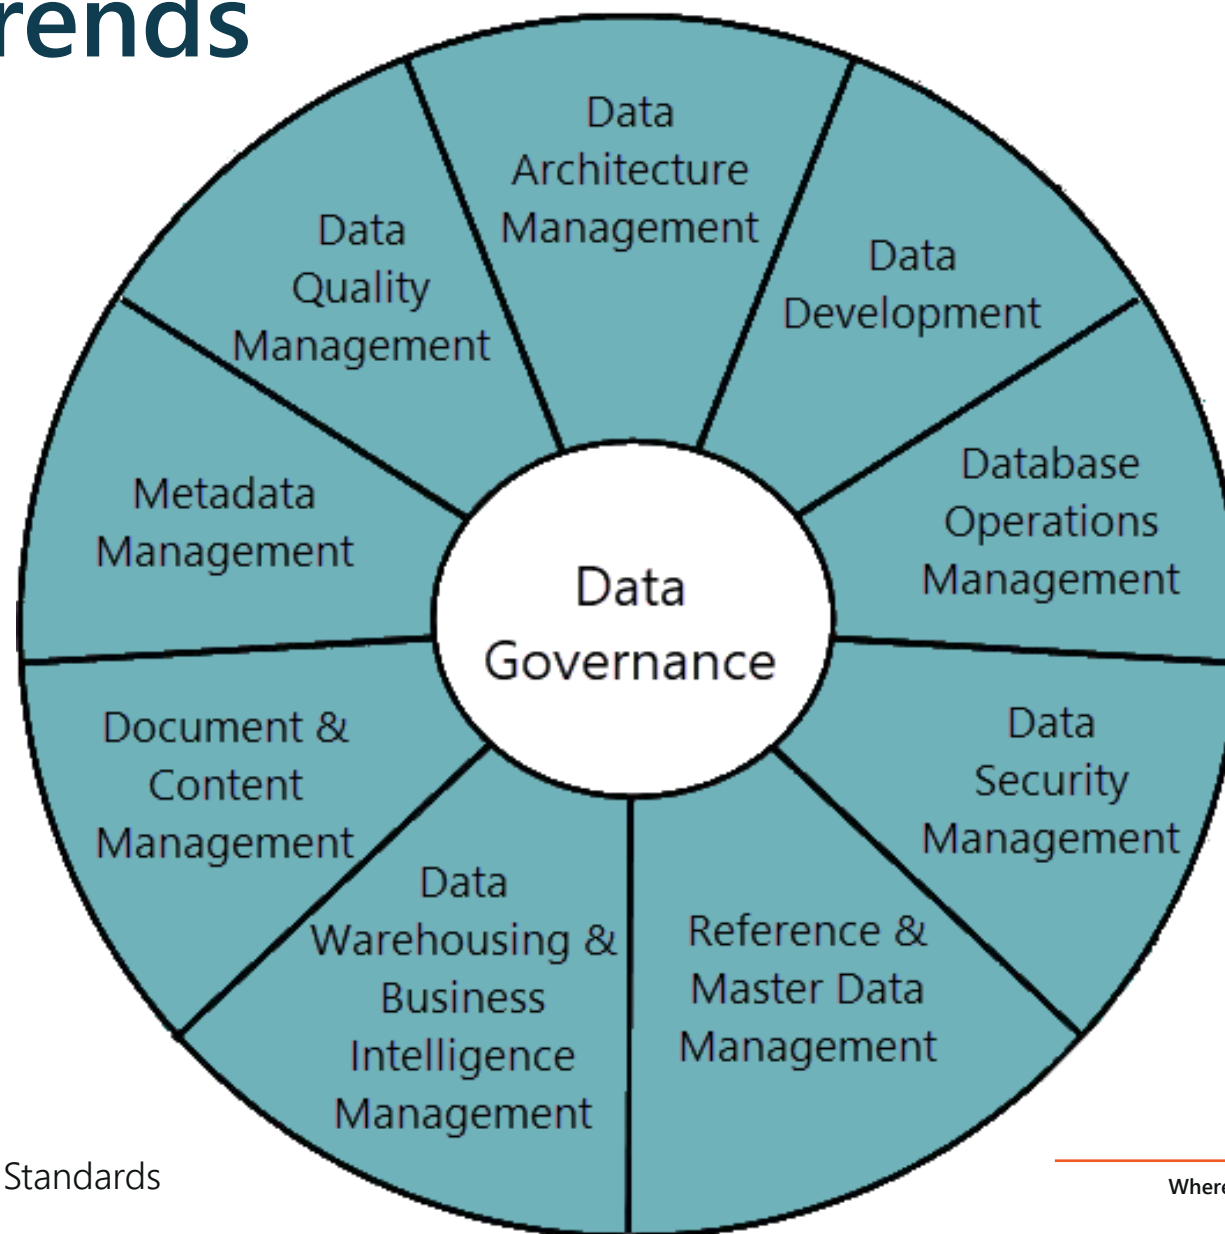 rends
Data
Architecture
Management
Data
Development
Database
Operations
Management
Data
Security
Management
Reference &
Master Data
Management
Data
Warehousing &
Business
Intelligence
Management
Document &
Content
Management
Metadata
Management
Data
Quality
Management
Data
Governance
Standards
Where